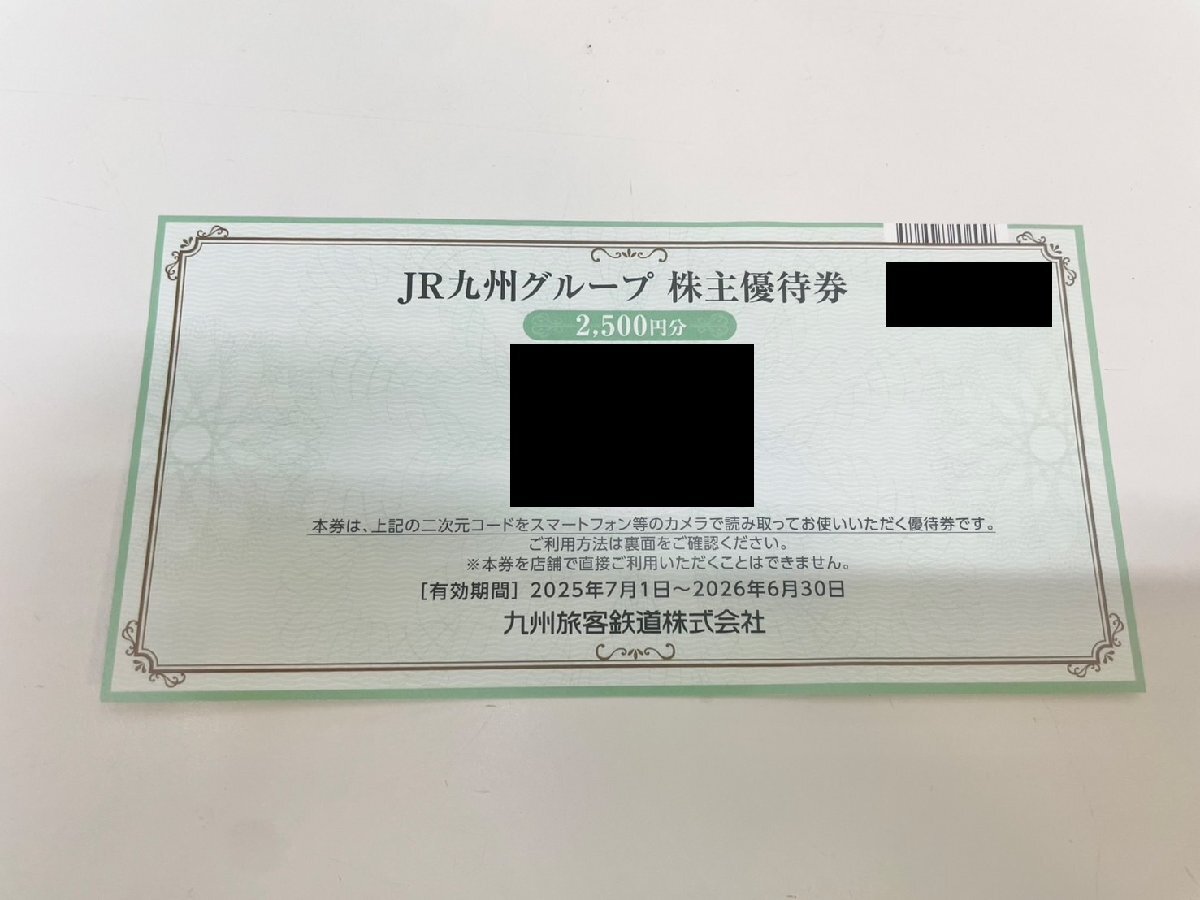 JR九州グループ 株主優待券
2,500円分
本券は、上記の二次元コードをスマートフォン等のカメラで読み取ってお使いいただく優待券です。
ご利用方法は裏面をご確認ください。
※本券を店舗で直接ご利用いただくことはできません。
[有効期間] 2025年7月1日～2026年6月30日
九州旅客鉄道株式会社